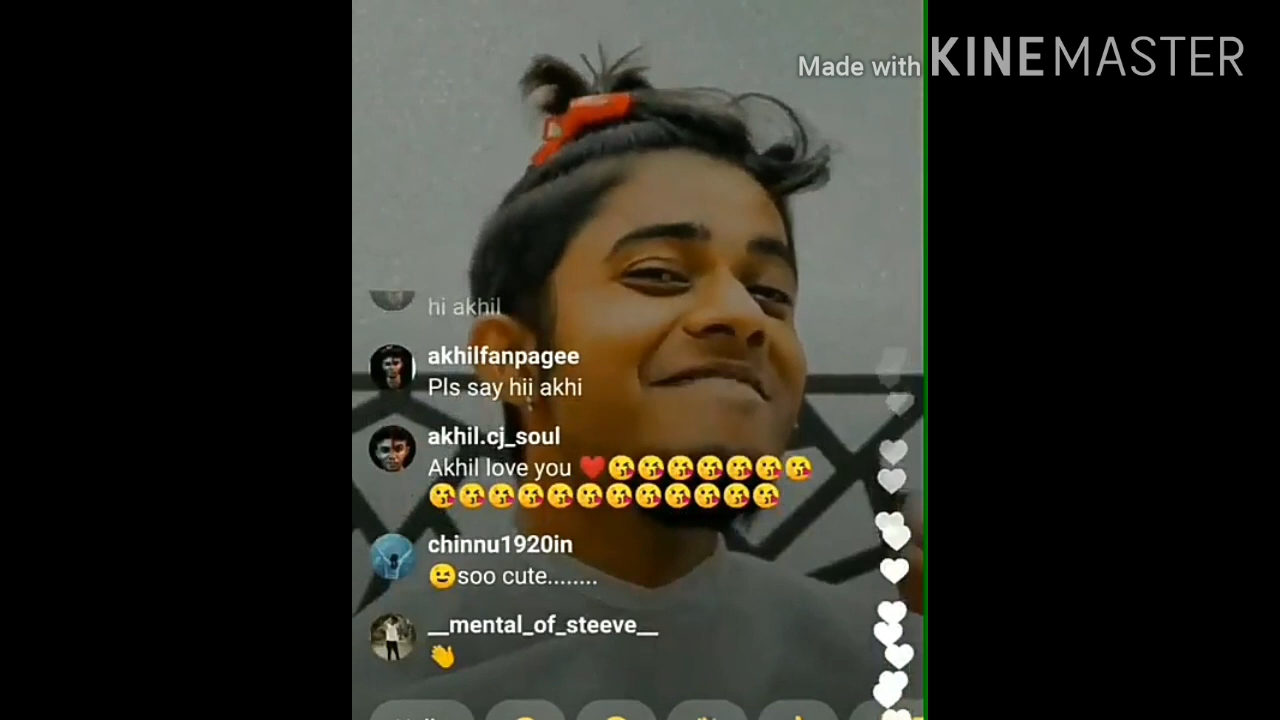 Made with KINEMASTER
hi akhil
akhilfanpagee
Pls say hii akhi
akhil.cj_soul
Akhil love you ❤️😘😘😘😘😘😘😘
😘😘😘😘😘😘😘😘😘😘😘😘
chinnu1920in
😆soo cute........
__mental_of_steeve__
👋